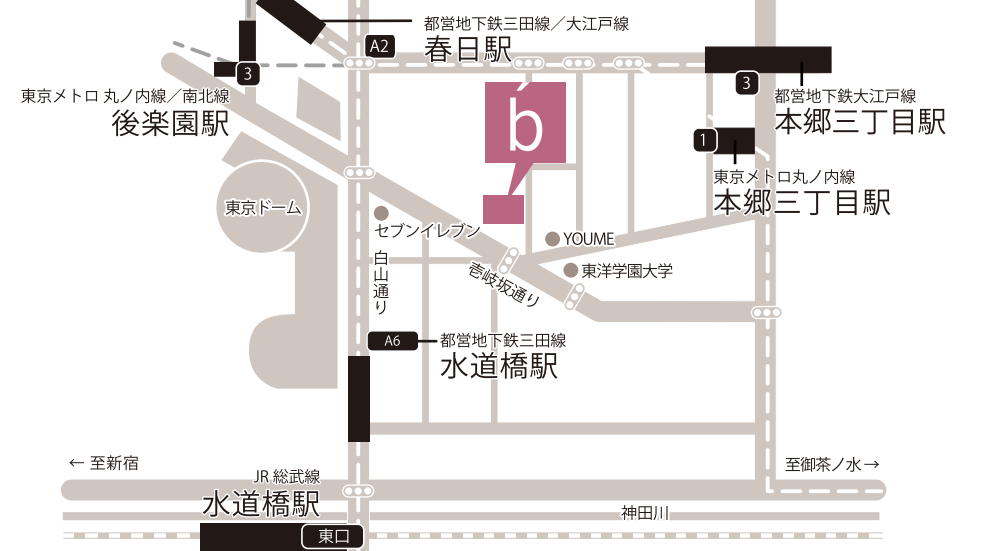 都営地下鉄三田線／大江戸線
春日駅
A2
3
東京メトロ 丸ノ内線／南北線
後楽園駅
3
都営地下鉄大江戸線
本郷三丁目駅
1
東京メトロ丸ノ内線
本郷三丁目駅
b
東京ドーム
セブンイレブン
YOUME
白山通り
壱岐坂通り
東洋学園大学
A6
都営地下鉄三田線
水道橋駅
← 至新宿
至御茶ノ水→
JR 総武線
水道橋駅
東口
神田川